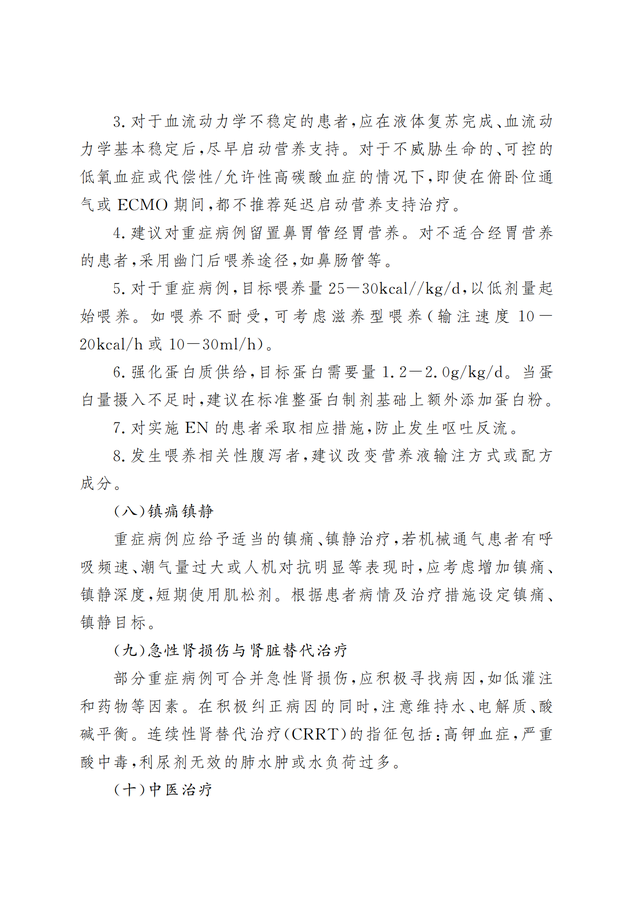 3. 对于血流动力学不稳定的患者,应在液体复苏完成、血流动
力学基本稳定后,尽早启动营养支持。对于不威胁生命的、可控的
低氧血症或代偿性/允许性高碳酸血症的情况下,即使在俯卧位通
气或 ECMO 期间,都不推荐延迟启动营养支持治疗。
4. 建议对重症病例留置鼻胃管经胃营养。对不适合经胃营养
的患者,采用幽门后喂养途径,如鼻肠管等。
5. 对于重症病例,目标喂养量 25－30kcal//kg/d,以低剂量起
始喂养。如喂养不耐受,可考虑滋养型喂养(输注速度 10－
20kcal/h 或 10－30ml/h)。
6. 强化蛋白质供给,目标蛋白需要量 1.2－2.0g/kg/d。当蛋
白量摄入不足时,建议在标准整蛋白制剂基础上额外添加蛋白粉。
7. 对实施 EN 的患者采取相应措施,防止发生呕吐反流。
8. 发生喂养相关性腹泻者,建议改变营养液输注方式或配方
成分。
(八)镇痛镇静
重症病例应给予适当的镇痛、镇静治疗,若机械通气患者有呼
吸频速、潮气量过大或人机对抗明显等表现时,应考虑增加镇痛、
镇静深度,短期使用肌松剂。根据患者病情及治疗措施设定镇痛、
镇静目标。
(九)急性肾损伤与肾脏替代治疗
部分重症病例可合并急性肾损伤,应积极寻找病因,如低灌注
和药物等因素。在积极纠正病因的同时,注意维持水、电解质、酸
碱平衡。连续性肾替代治疗(CRRT)的指征包括:高钾血症,严重
酸中毒,利尿剂无效的肺水肿或水负荷过多。
(十)中医治疗